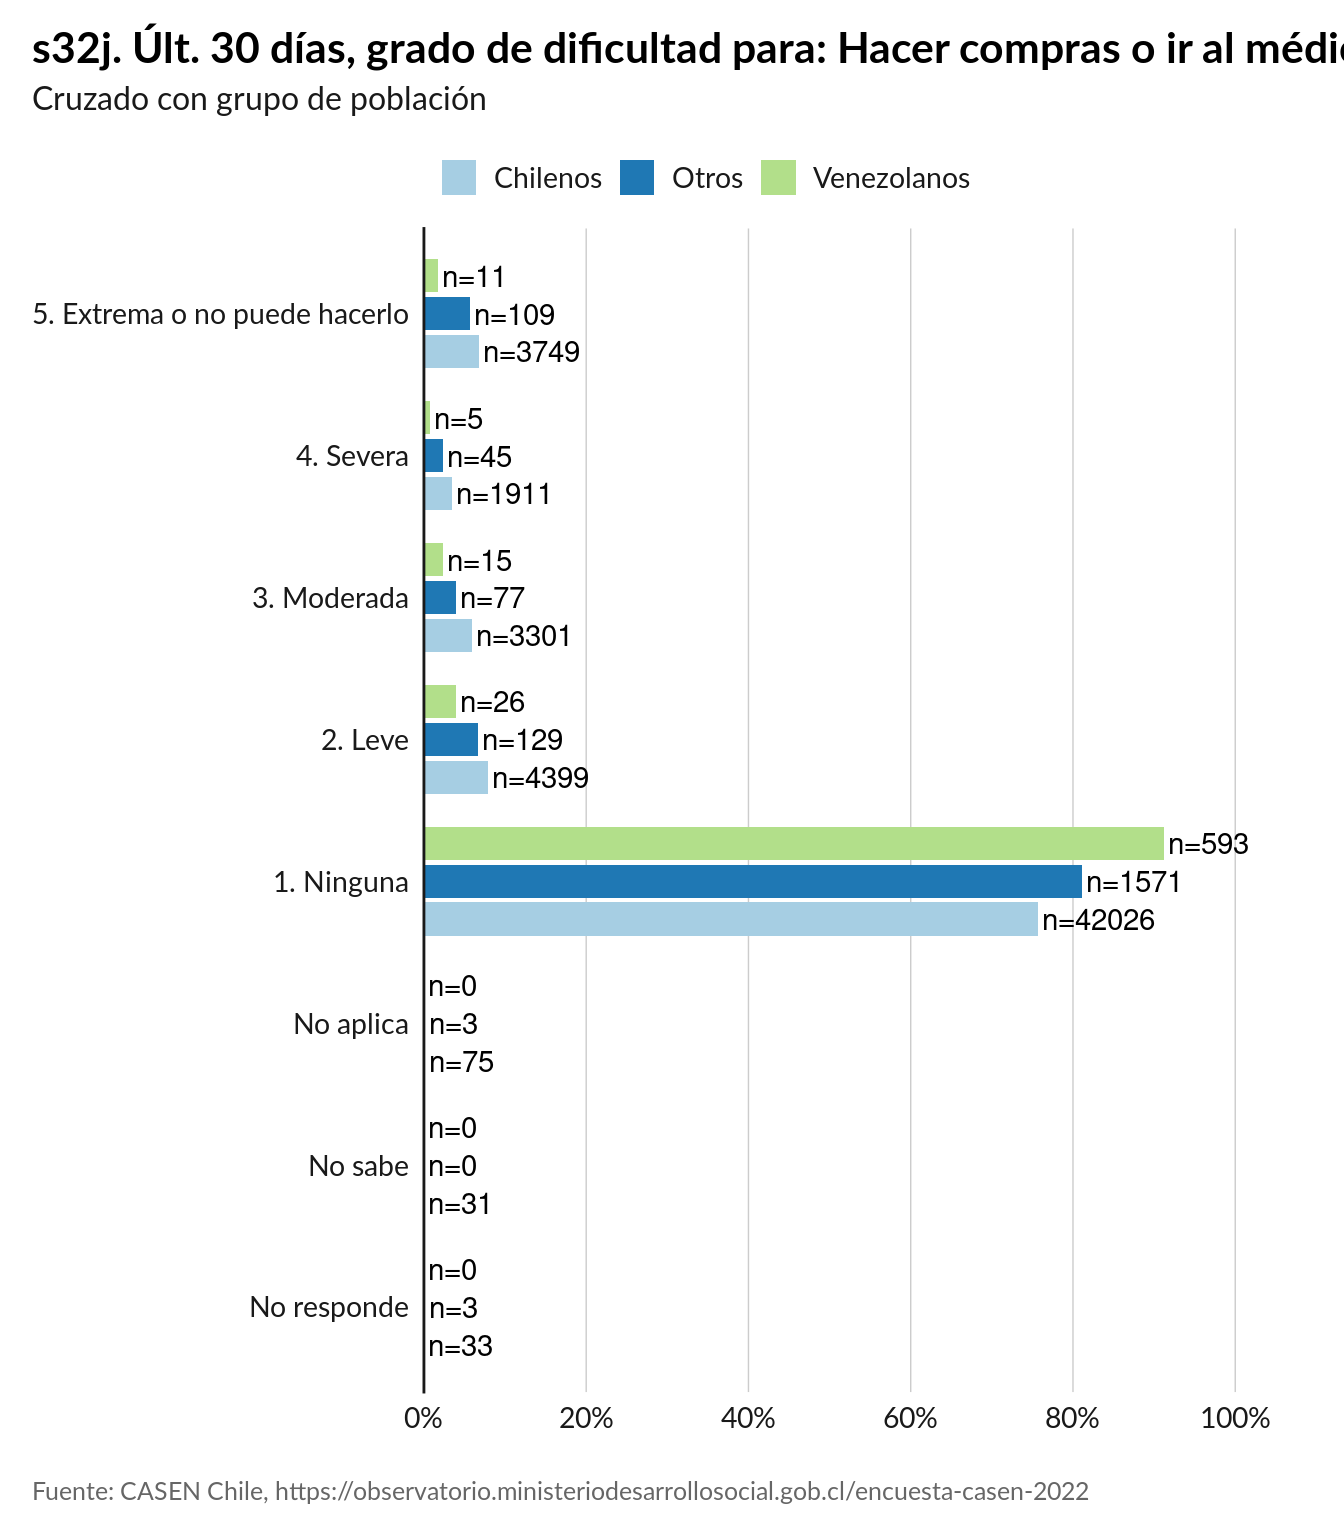 s32j. Últ. 30 días, grado de dificultad para: Hacer compras o ir al
Cruzado con grupo de población
Chilenos Otros Venezolanos
n=11
5. Extrema o no puede hacerlo n=109
n=3749
n=5
4. Severa n=45
n=1911
n=15
3. Moderada n=77
n=3301
n=26
2. Leve n=129
n=4399
n=593
1. Ninguna n=1571
n=42026
n=0
No aplica n=3
n=75
n=0
No sabe n=0
n=31
n=0
No responde n=3
n=33
0% 20% 40% 60% 80% 100%
Fuente: CASEN Chile, https://observatorio.ministeriodesarrollosocial.gob.cl/encuesta-casen-2022